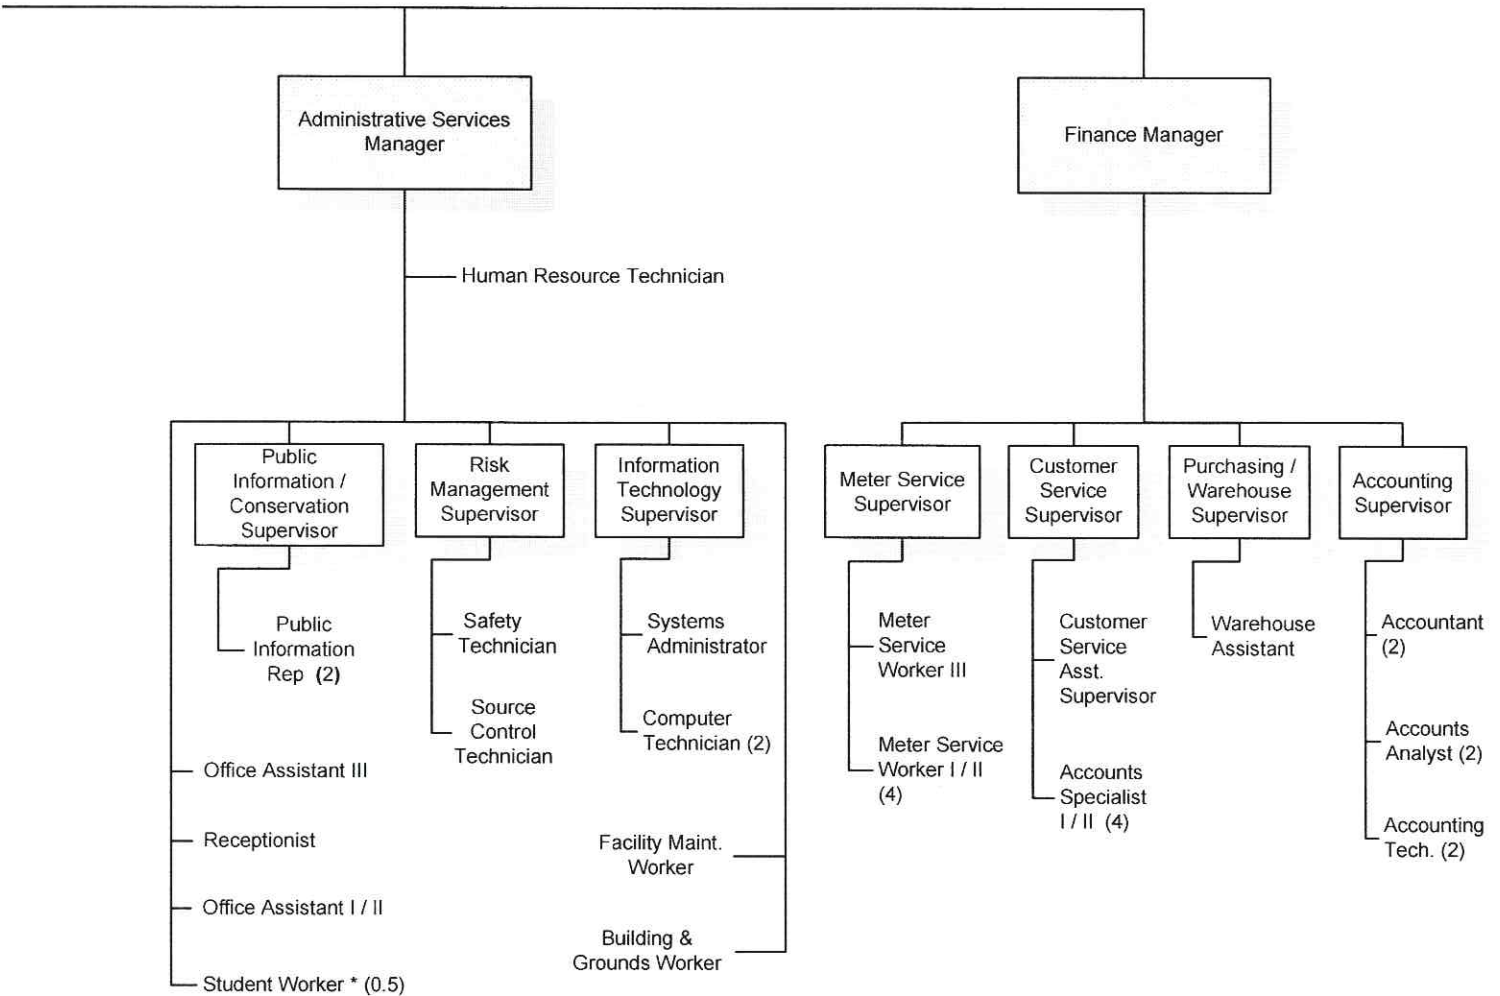 Administrative Services
Manager
Finance Manager
Human Resource Technician
Public
Information /
Conservation
Supervisor
Risk
Management
Supervisor
Information
Technology
Supervisor
Meter Service
Supervisor
Customer
Service
Supervisor
Purchasing /
Warehouse
Supervisor
Accounting
Supervisor
Public
Information
Rep (2)
Safety
Technician
Source
Control
Technician
Systems
Administrator
Computer
Technician (2)
Meter
Service
Worker III
Meter Service
Worker I / II
(4)
Customer
Service
Asst.
Supervisor
Accounts
Specialist
I / II (4)
Warehouse
Assistant
Accountant
(2)
Accounts
Analyst (2)
Accounting
Tech. (2)
Office Assistant III
Receptionist
Office Assistant I / II
Student Worker * (0.5)
Facility Maint.
Worker
Building &
Grounds Worker